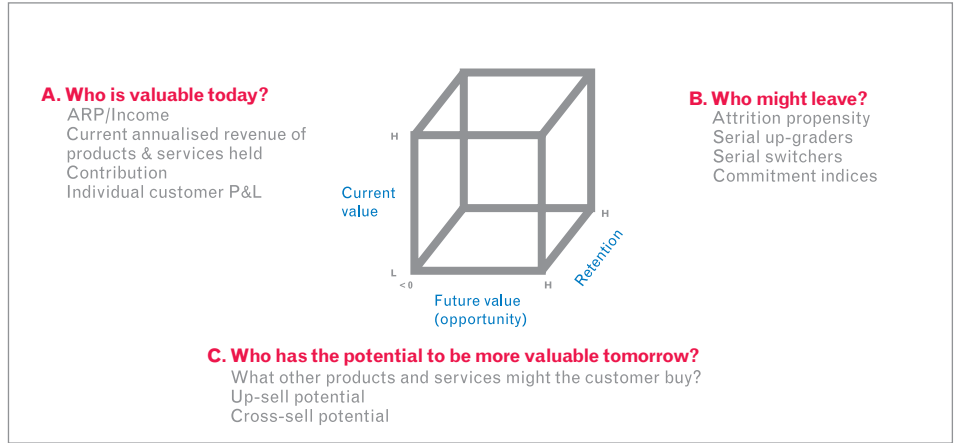 A. Who is valuable today?
ARP/Income
Current annualised revenue of
products & services held
Contribution
Individual customer P&L
B. Who might leave?
Attrition propensity
Serial up-graders
Serial switchers
Commitment indices
H
Current
value
L
< 0
H
H
Retention
Future value
(opportunity)
C. Who has the potential to be more valuable tomorrow?
What other products and services might the customer buy?
Up-sell potential
Cross-sell potential